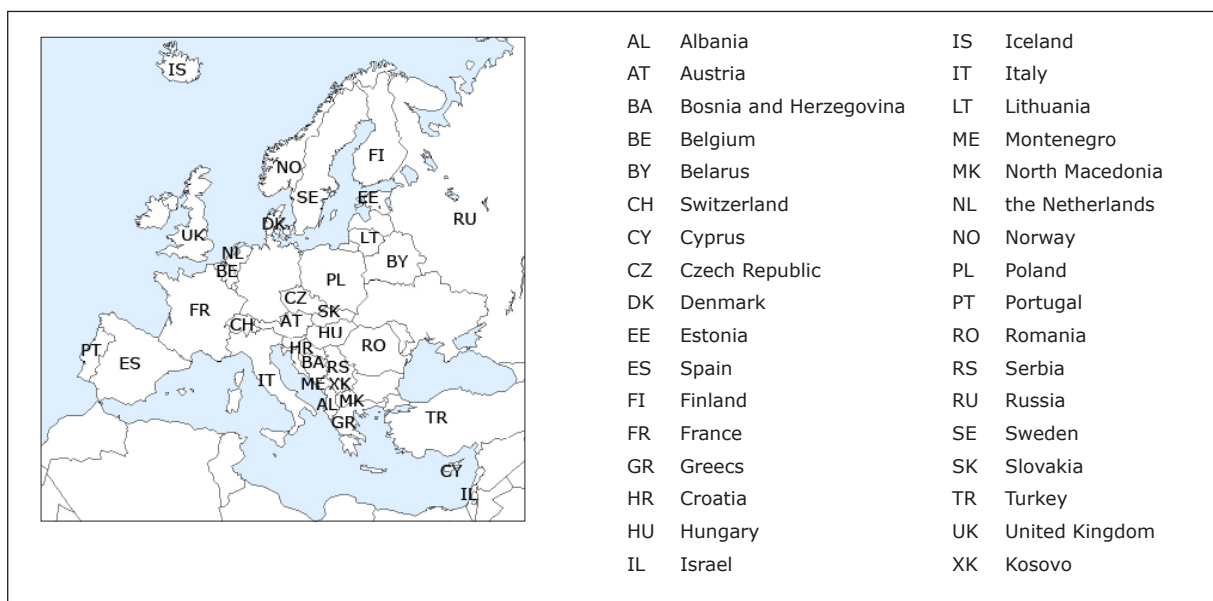 IS
NO
FI
SE
EE
RU
DK
LT
UK
NL
BY
BE
PL
CZ
SK
FR
AT
CH
HU
RO
HR
PT
BA
ES
RS
IT
ME
XK
AL
MK
TR
GR
CY
IL
AL Albania
AT Austria
BA Bosnia and Herzegovina
BE Belgium
BY Belarus
CH Switzerland
CY Cyprus
CZ Czech Republic
DK Denmark
EE Estonia
ES Spain
FI Finland
FR France
GR Greecs
HR Croatia
HU Hungary
IL Israel
IS Iceland
IT Italy
LT Lithuania
ME Montenegro
MK North Macedonia
NL the Netherlands
NO Norway
PL Poland
PT Portugal
RO Romania
RS Serbia
RU Russia
SE Sweden
SK Slovakia
TR Turkey
UK United Kingdom
XK Kosovo